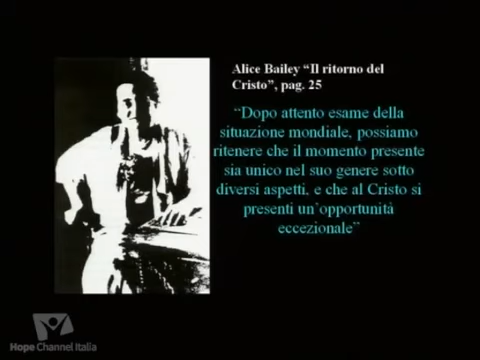 Alice Bailey “Il ritorno del
Cristo”, pag. 25
“Dopo attento esame della
situazione mondiale, possiamo
ritenere che il momento presente
sia unico nel suo genere sotto
diversi aspetti, e che al Cristo si
presenti un’opportunità
eccezionale”
Hope Channel Italia